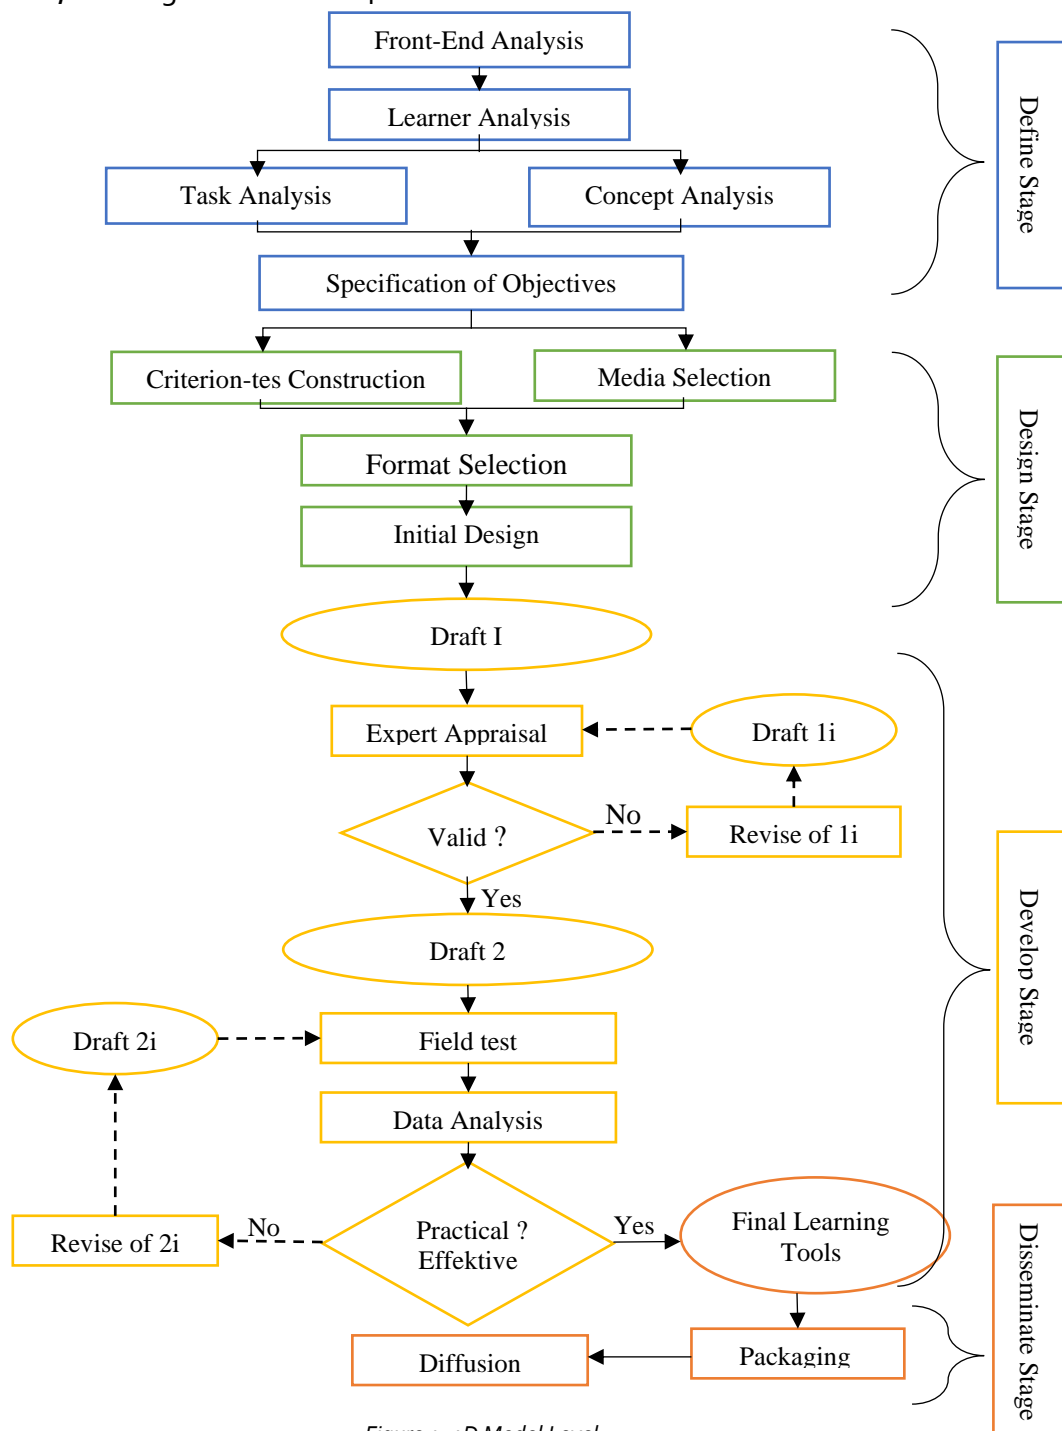 Front-End Analysis
Learner Analysis
Task Analysis
Concept Analysis
Specification of Objectives
Define Stage
Criterion-tes Construction
Media Selection
Format Selection
Initial Design
Design Stage
Draft I
Expert Appraisal
Draft 1i
Valid ?
No
Revise of 1i
Yes
Draft 2
Draft 2i
Field test
Data Analysis
Develop Stage
Practical ?
Effektive
No
Revise of 2i
Yes
Final Learning
Tools
Packaging
Diffusion
Disseminate Stage
D Model Level